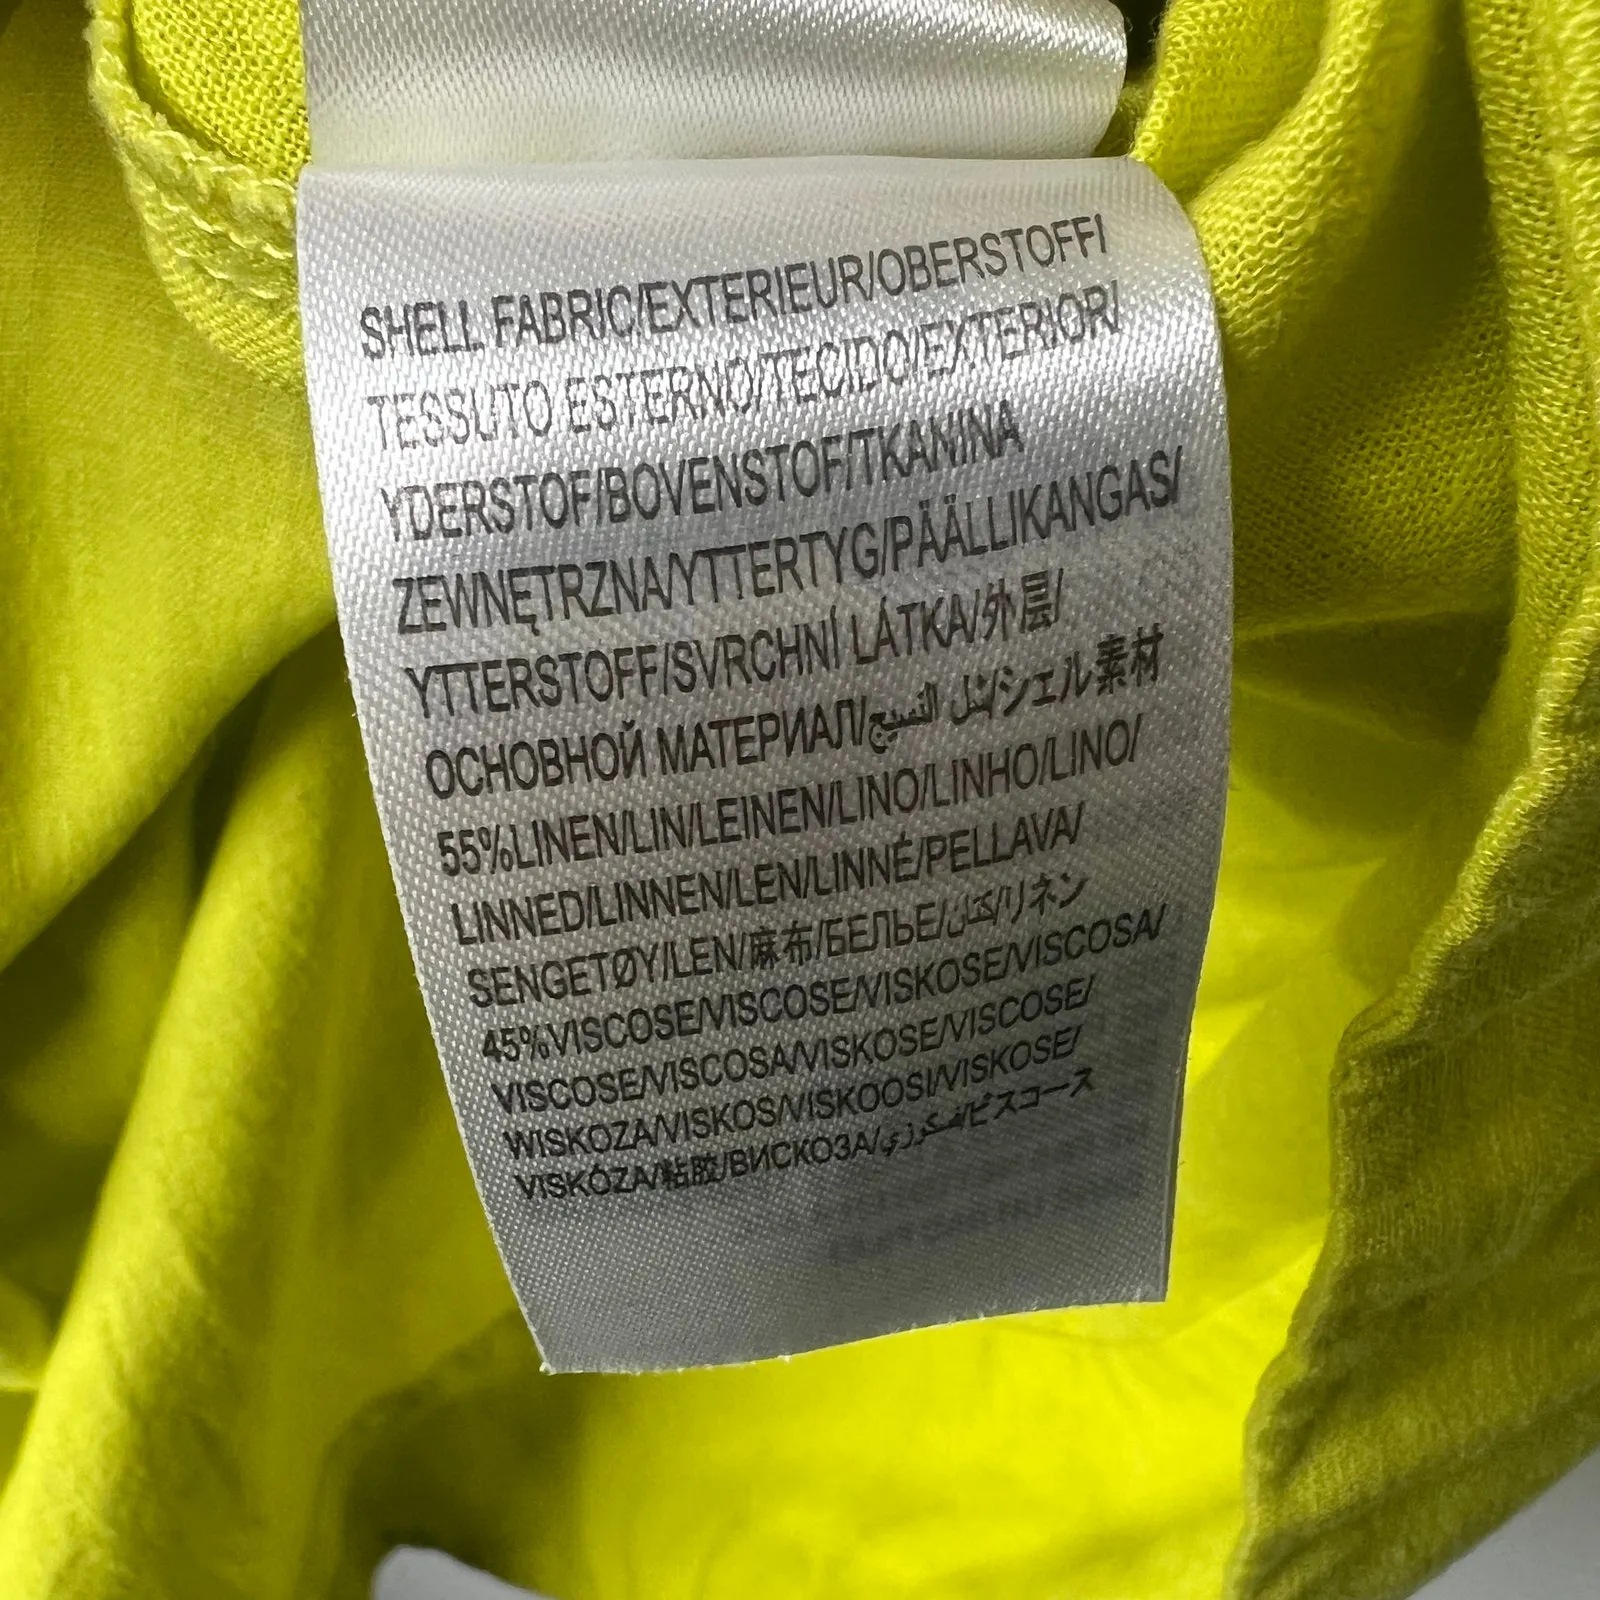 SHELL FABRIC/EXTERIEUR/OBERSTOFF/
TESSUTO ESTERNO/TECIDO/EXTERIOR/
YDERSTOF/BOVENSTOF/TKANINA
ZEWNĘTRZNA/YTTERTYG/PÄÄLLIKANGAS/
YTTERSTOFF/SVRCHNÍ LÁTKA/外层/
ОСНОВНОЙ МАТЕРИАЛ/シェル素材
55%LINEN/LIN/LEINEN/LINO/LINHO/LINO/
LINNED/LINNEN/LEN/LINNÉ/PELLAVA/
SENGETØY/LEN/麻布/БЕЛЬЕ/كتان/リネン
45%VISCOSE/VISCOSE/VISKOSE/VISCOSA/
VISCOSE/VISCOSA/VISKOSE/VISCOSE/
WISKOZA/VISKOS/VISKOOSI/VISKOSE/
VISKÓZA/粘胶/ВИСКОЗА/ビスコース